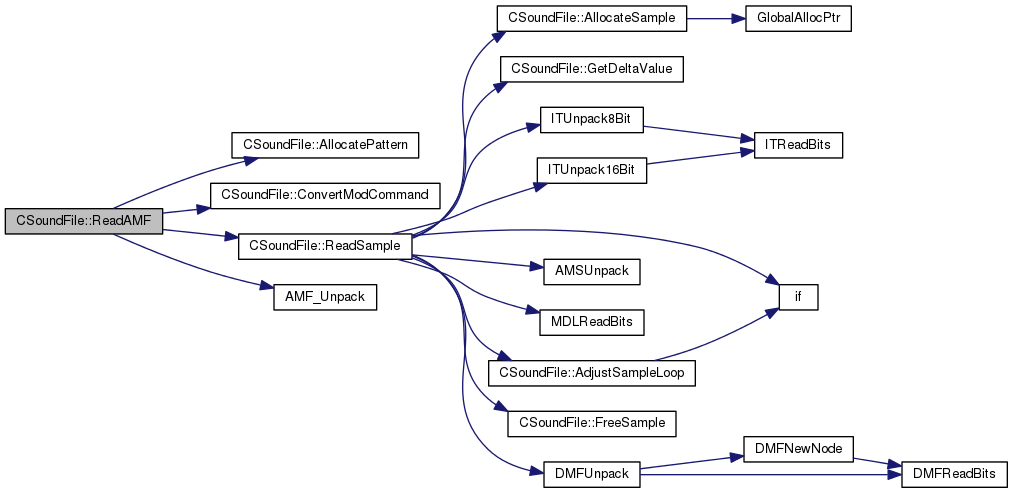 CSoundFile::ReadAMF
CSoundFile::AllocatePattern
CSoundFile::ConvertModCommand
CSoundFile::ReadSample
AMF_Unpack
CSoundFile::AllocateSample
GlobalAllocPtr
CSoundFile::GetDeltaValue
ITUnpack8Bit
ITUnpack16Bit
ITReadBits
AMSUnpack
if
MDLReadBits
CSoundFile::AdjustSampleLoop
CSoundFile::FreeSample
DMFUnpack
DMFNewNode
DMFReadBits